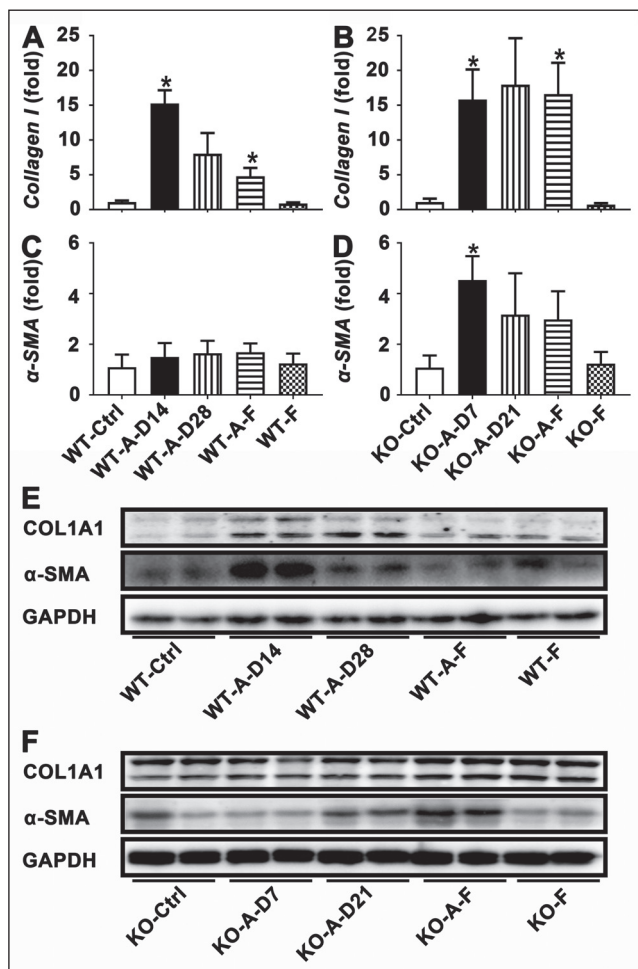 A
B
Collagen I (fold)
25
20
15
10
5
0
*
*
Collagen I (fold)
25
20
15
10
5
0
*
*
C
D
α-SMA (fold)
6
4
2
0
WT-Ctrl
WT-A-D14
WT-A-D28
WT-A-F
WT-F
α-SMA (fold)
6
4
2
0
*
KO-Ctrl
KO-A-D7
KO-A-D21
KO-A-F
KO-F
E
COL1A1
α-SMA
GAPDH
WT-Ctrl
WT-A-D14
WT-A-D28
WT-A-F
WT-F
F
COL1A1
α-SMA
GAPDH
KO-Ctrl
KO-A-D7
KO-A-D21
KO-A-F
KO-F